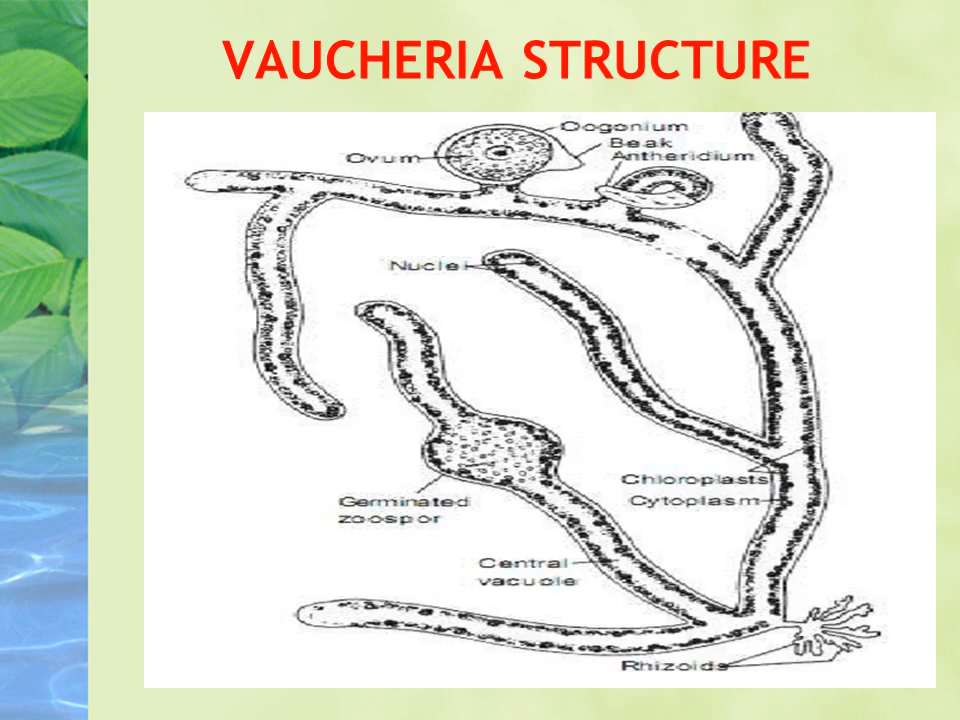 VAUCHERIA STRUCTURE
Oogonium
Beak
Ovum
Antheridium
Nuclei
Chloroplasts
Cytoplasm
Germinated
zoospor
Central
vacuole
Rhizoids